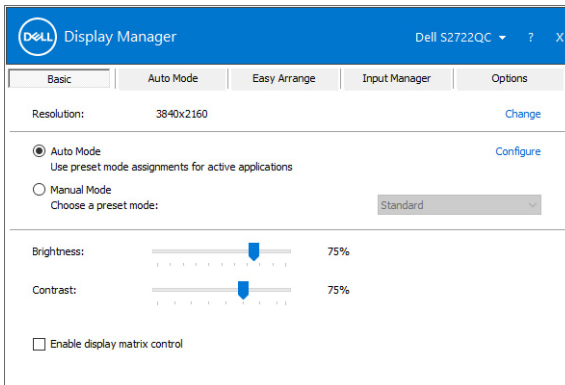 DELL Display Manager Dell S2722QC ? X
Basic Auto Mode Easy Arrange Input Manager Options
Resolution: 3840x2160 Change
Auto Mode Configure
Use preset mode assignments for active applications
Manual Mode
Choose a preset mode: Standard
Brightness: 75%
Contrast: 75%
Enable display matrix control